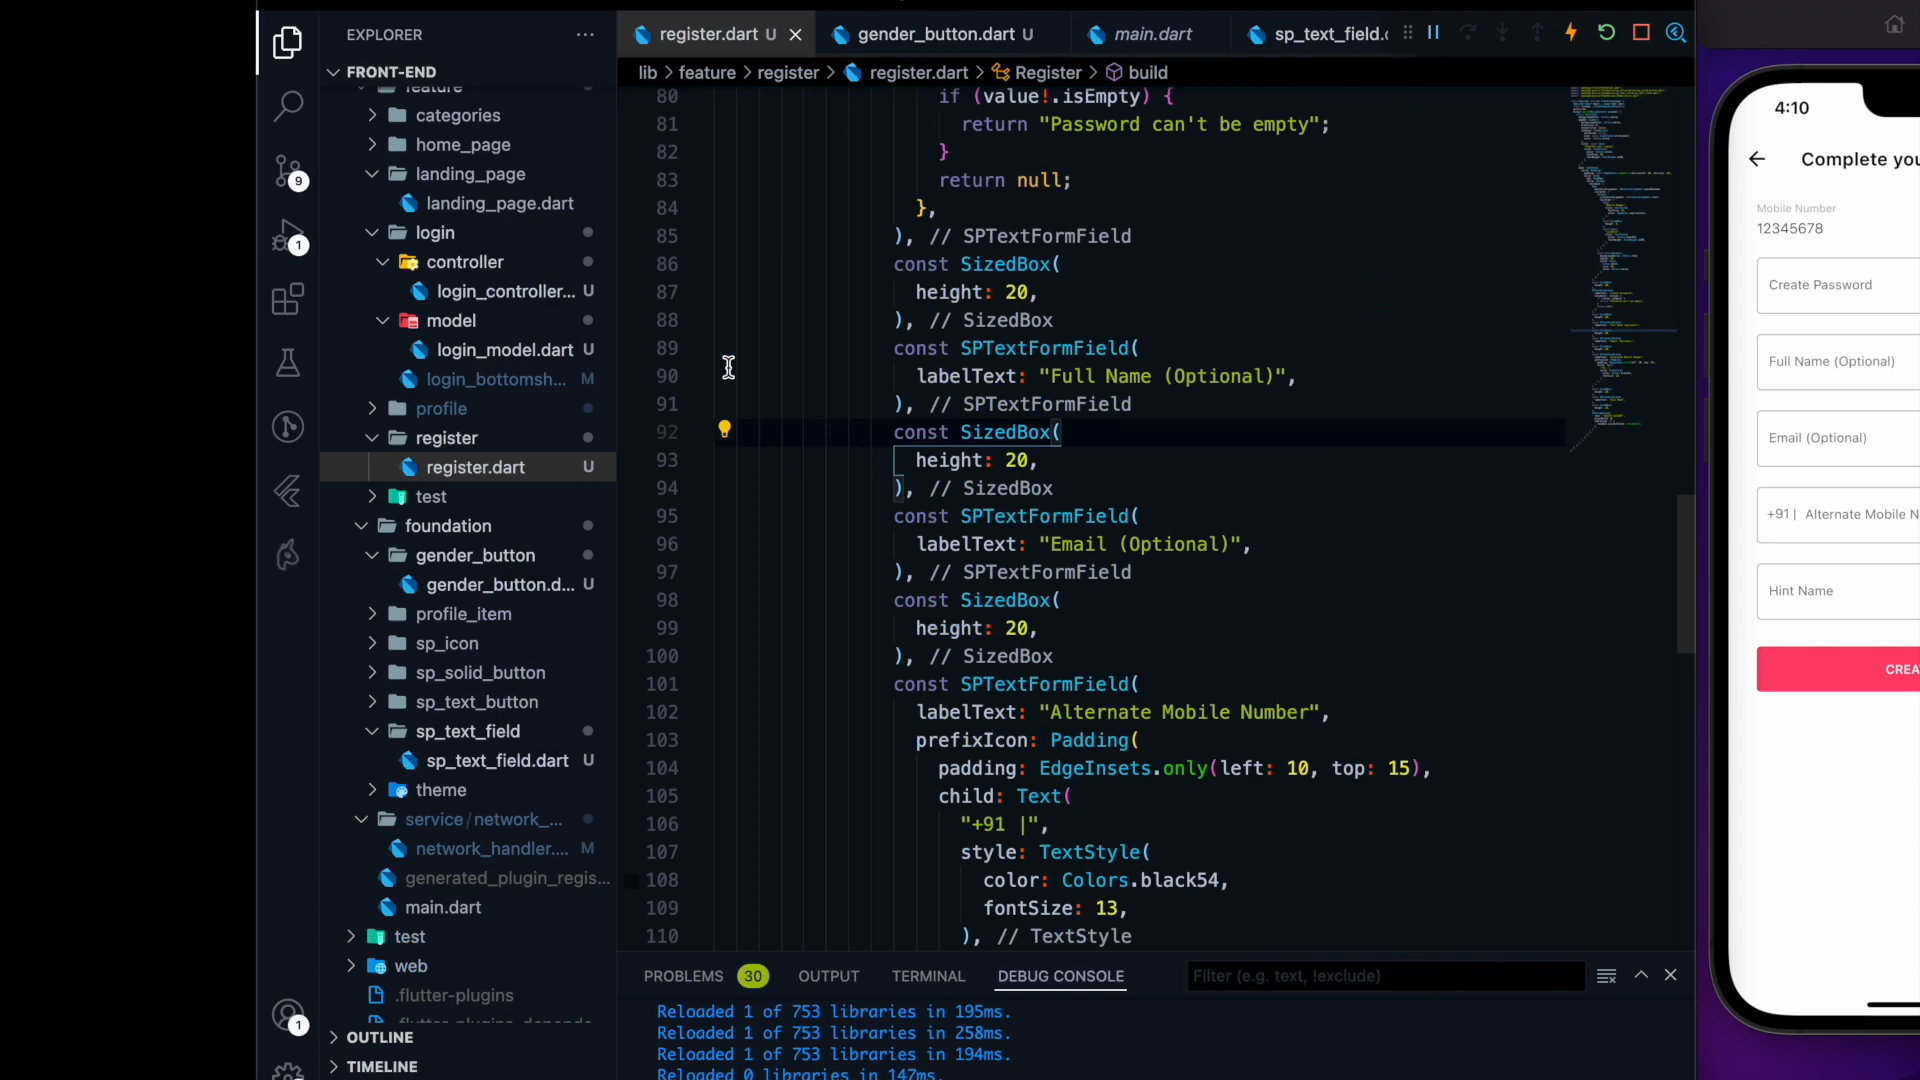 EXPLORER
FRONT-END
feature
categories
home_page
landing_page
landing_page.dart
login
controller
login_controller... U
model
login_model.dart U
login_bottomsh... M
profile
register
register.dart U
test
foundation
gender_button
gender_button.d... U
profile_item
sp_icon
sp_solid_button
sp_text_button
sp_text_field
sp_text_field.dart U
theme
service/network_...
network_handler.... M
generated_plugin_regis...
main.dart
test
web
.flutter-plugins
OUTLINE
TIMELINE
9
1
1
register.dart U
gender_button.dart U
main.dart
sp_text_field.
lib > feature > register > register.dart > Register > build
80 if (value!.isEmpty) {
81 return "Password can't be empty";
82 }
83 return null;
84 },
85 ), // SPTextFormField
86 const SizedBox(
87 height: 20,
88 ), // SizedBox
89 const SPTextFormField(
90 labelText: "Full Name (Optional)",
91 ), // SPTextFormField
92 const SizedBox(
93 height: 20,
94 ), // SizedBox
95 const SPTextFormField(
96 labelText: "Email (Optional)",
97 ), // SPTextFormField
98 const SizedBox(
99 height: 20,
100 ), // SizedBox
101 const SPTextFormField(
102 labelText: "Alternate Mobile Number",
103 prefixIcon: Padding(
104 padding: EdgeInsets.only(left: 10, top: 15),
105 child: Text(
106 "+91 |",
107 style: TextStyle(
108 color: Colors.black54,
109 fontSize: 13,
110 ), // TextStyle
PROBLEMS 30 OUTPUT TERMINAL DEBUG CONSOLE
Filter (e.g. text, !exclude)
Reloaded 1 of 753 libraries in 195ms.
Reloaded 1 of 753 libraries in 258ms.
Reloaded 1 of 753 libraries in 194ms.
Reloaded 0 libraries in 147ms.
4:10
Complete you
Mobile Number
12345678
Create Password
Full Name (Optional)
Email (Optional)
+91 | Alternate Mobile N
Hint Name
CREA